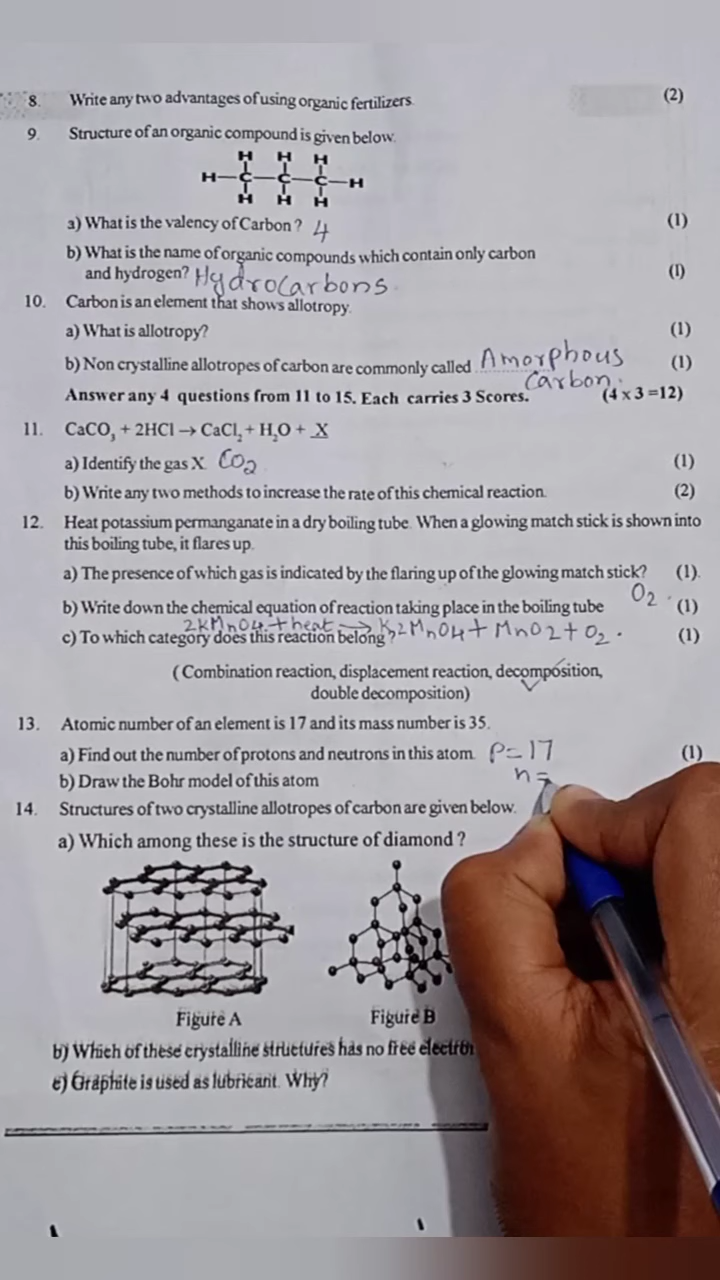 8. Write any two advantages of using organic fertilizers. (2)
9. Structure of an organic compound is given below.
H H H
H—C—C—C—H
H H H
a) What is the valency of Carbon? 4 (1)
b) What is the name of organic compounds which contain only carbon
and hydrogen? Hydrocarbons. (1)
10. Carbon is an element that shows allotropy.
a) What is allotropy? (1)
b) Non crystalline allotropes of carbon are commonly called Amorphous (1)
Carbon.
Answer any 4 questions from 11 to 15. Each carries 3 Scores. (4 x 3 =12)
11. CaCO₃ + 2HCl → CaCl₂ + H₂O + X
a) Identify the gas X. CO2 (1)
b) Write any two methods to increase the rate of this chemical reaction. (2)
12. Heat potassium permanganate in a dry boiling tube. When a glowing match stick is shown into
this boiling tube, it flares up.
a) The presence of which gas is indicated by the flaring up of the glowing match stick? (1)
O2.
b) Write down the chemical equation of reaction taking place in the boiling tube (1)
2KMnO4 + heat → K2MnO4 + MnO2 + O2.
c) To which category does this reaction belong? (1)
(Combination reaction, displacement reaction, decomposition,
double decomposition)
13. Atomic number of an element is 17 and its mass number is 35.
a) Find out the number of protons and neutrons in this atom. P=17 (1)
n=
b) Draw the Bohr model of this atom
14. Structures of two crystalline allotropes of carbon are given below.
a) Which among these is the structure of diamond?
Figure A Figure B
b) Which of these crystalline structures has no free
c) Graphite is used as lubricant. Why?